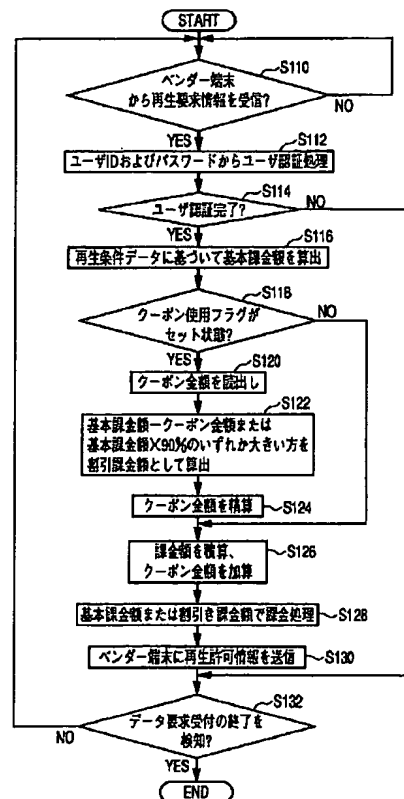 START
S110
ベンダー端末
から再生要求情報を受信?
NO
YES
S112
ユーザIDおよびパスワードからユーザ認証処理
S114
NO
ユーザ認証完了?
YES
S116
再生条件データに基づいて基本課金額を算出
S118
NO
クーポン使用フラグが
セット状態?
YES
S120
クーポン金額を読出し
S122
基本課金額ークーポン金額または
基本課金額×90%のいずれか大きい方を
割引課金額として算出
クーポン金額を精算
S124
課金額を積算、
クーポン金額を加算
S126
基本課金額または割引き課金額で課金処理
S128
ベンダー端末に再生許可情報を送信
S130
S132
データ要求受付の終了を
検知?
NO
YES
END